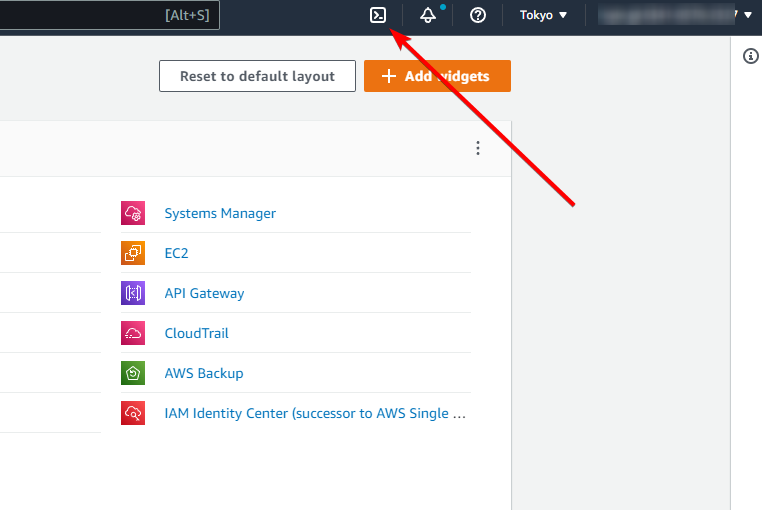 [Alt+S]
Tokyo
Reset to default layout
Add widgets
Systems Manager
EC2
API Gateway
CloudTrail
AWS Backup
IAM Identity Center (successor to AWS Single ...